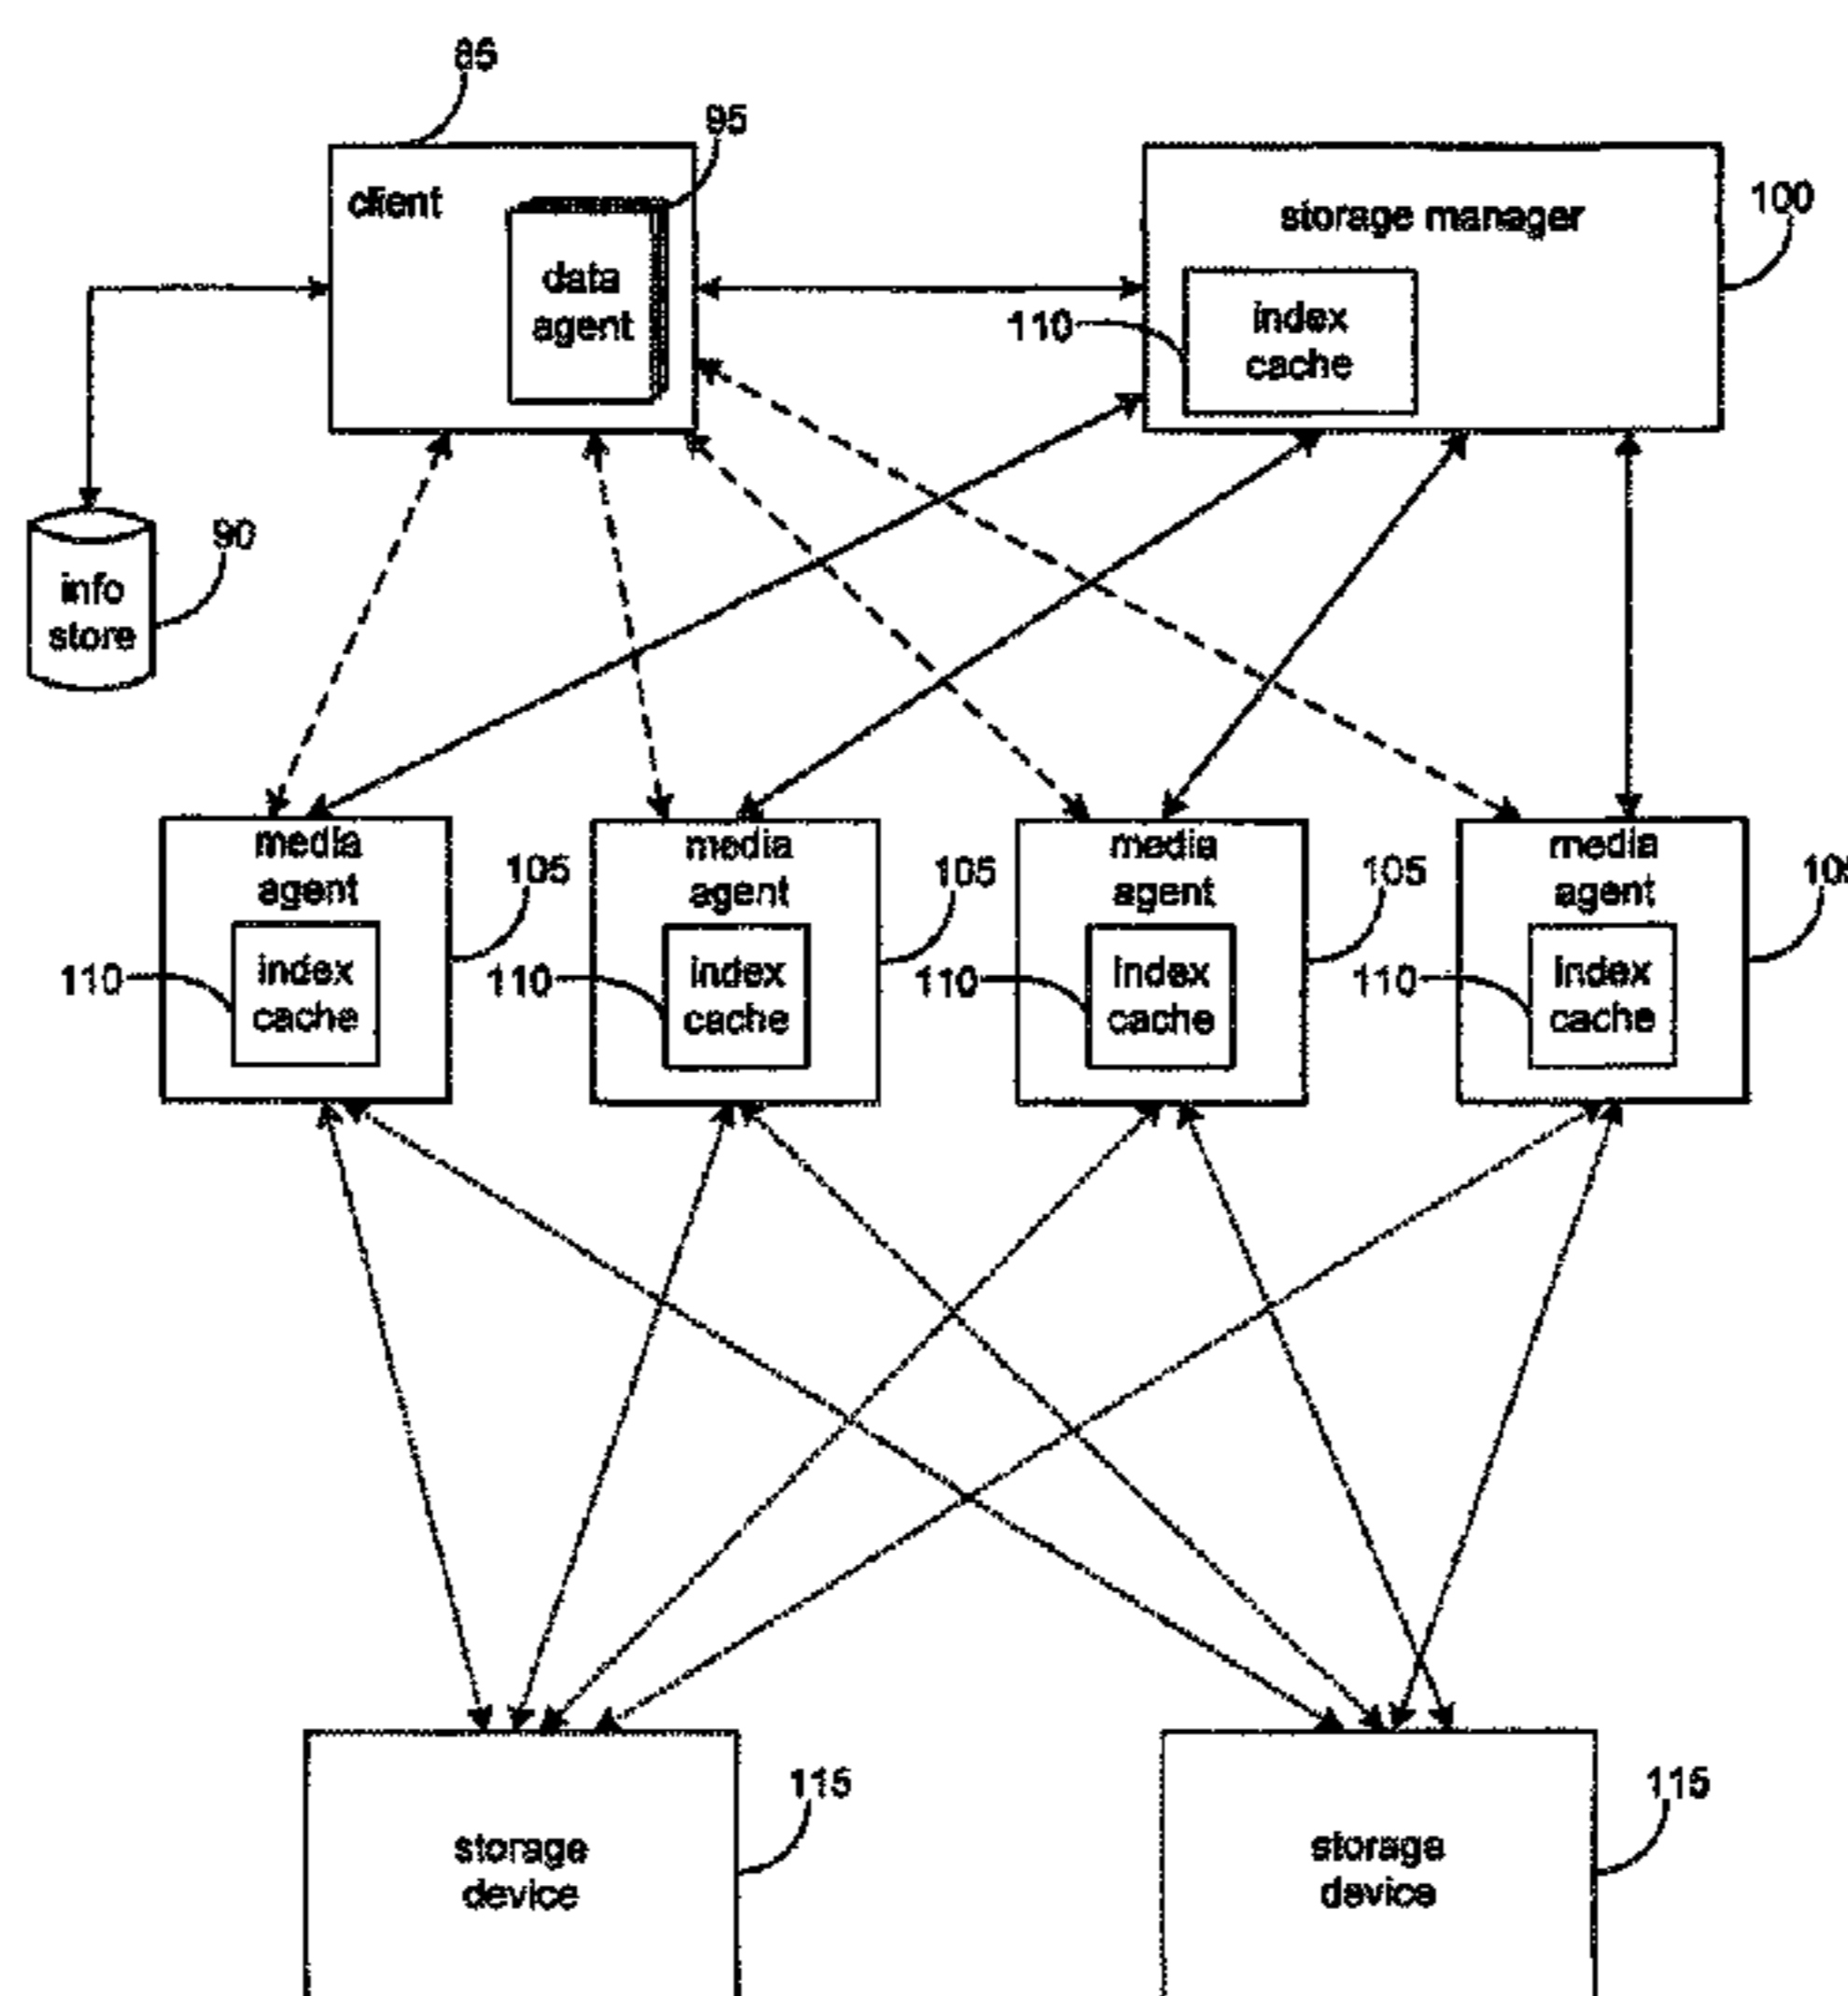 85
95
client
data
agent
storage manager
100
110
index
cache
90
info
store
media
agent
105
110
index
cache
media
agent
105
110
index
cache
media
agent
105
110
index
cache
media
agent
110
index
cache
storage
device
115
storage
device
115